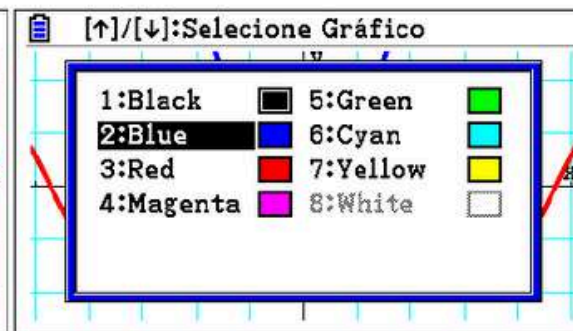 [↑]/[↓]:Selecione Gráfico
y
1:Black 5:Green
2:Blue 6:Cyan
3:Red 7:Yellow
4:Magenta 8:White
x